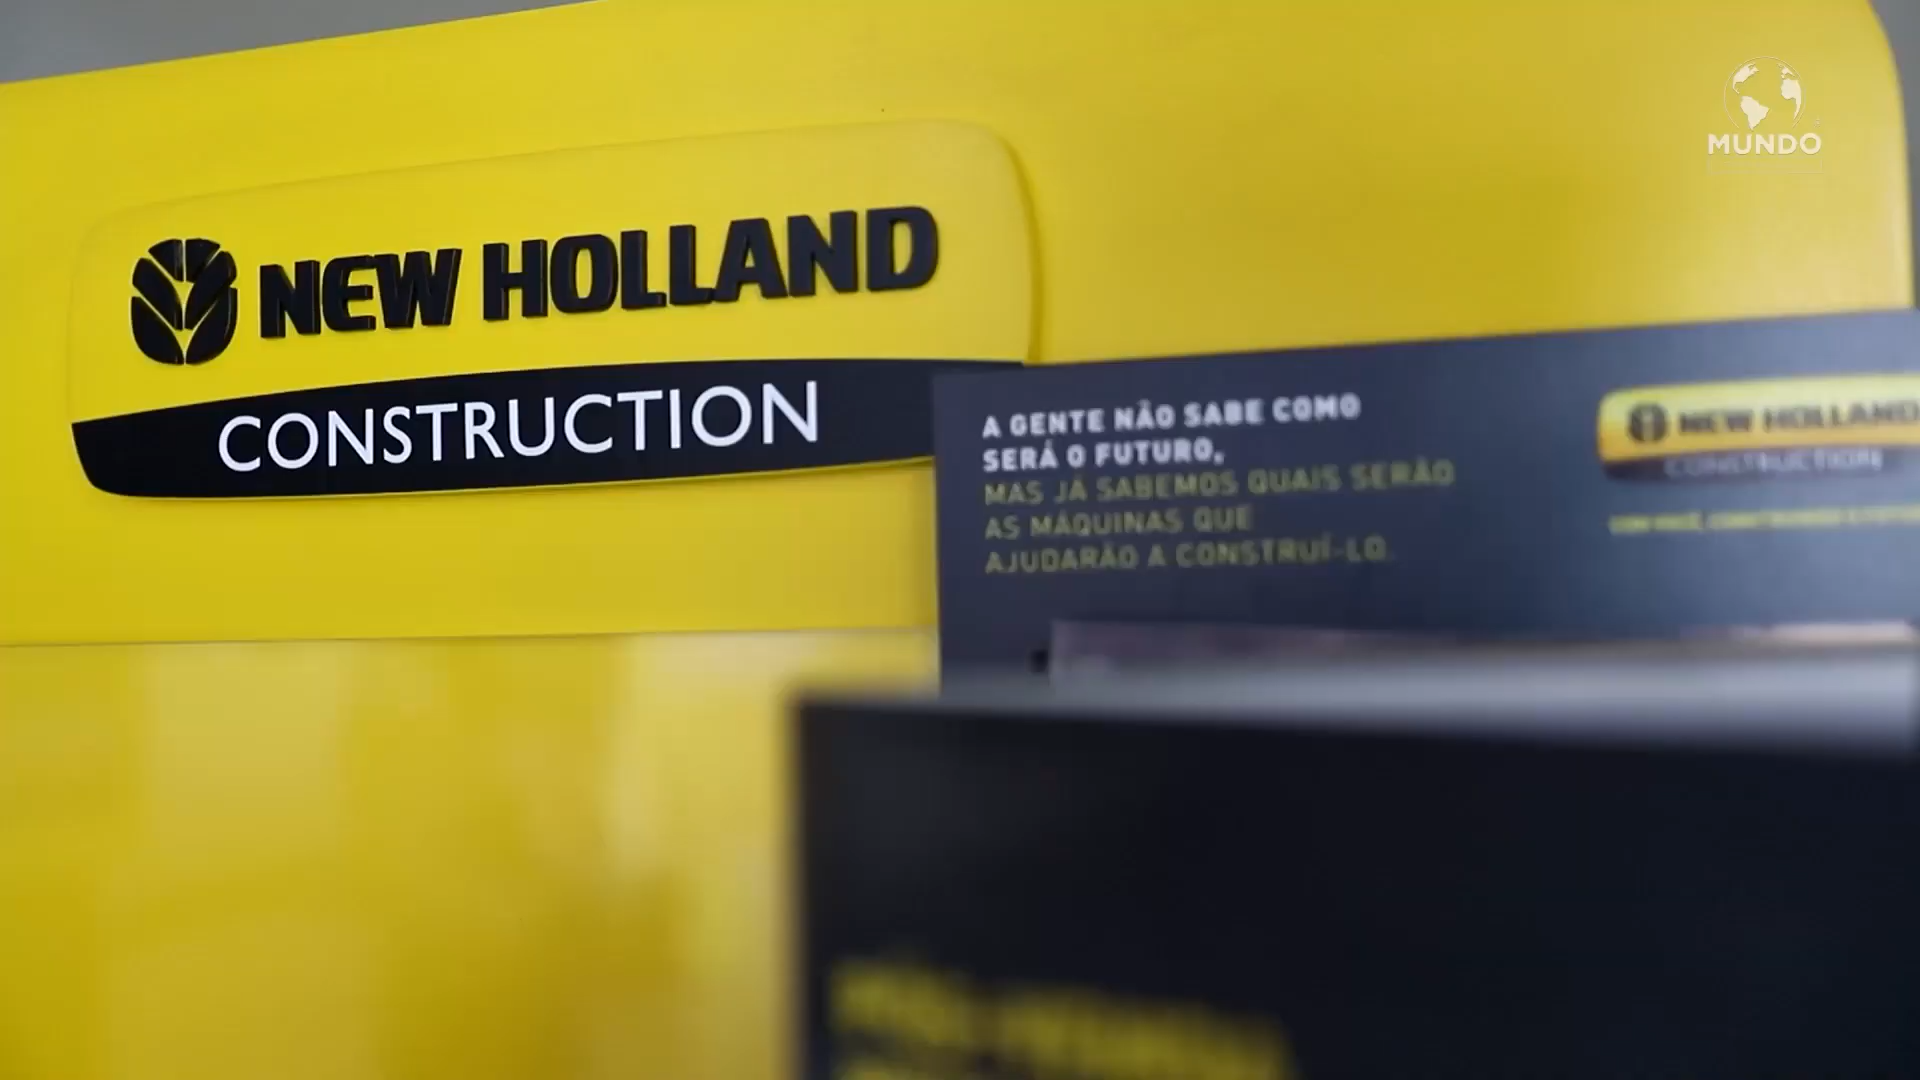 MUNDO
NEW HOLLAND
CONSTRUCTION
A GENTE NÃO SABE COMO
SERÁ O FUTURO,
MAS JÁ SABEMOS QUAIS SERÃO
AS MÁQUINAS QUE
AJUDARÃO A CONSTRUÍ-LO.
NEW HOLLAND
CONSTRUCTION